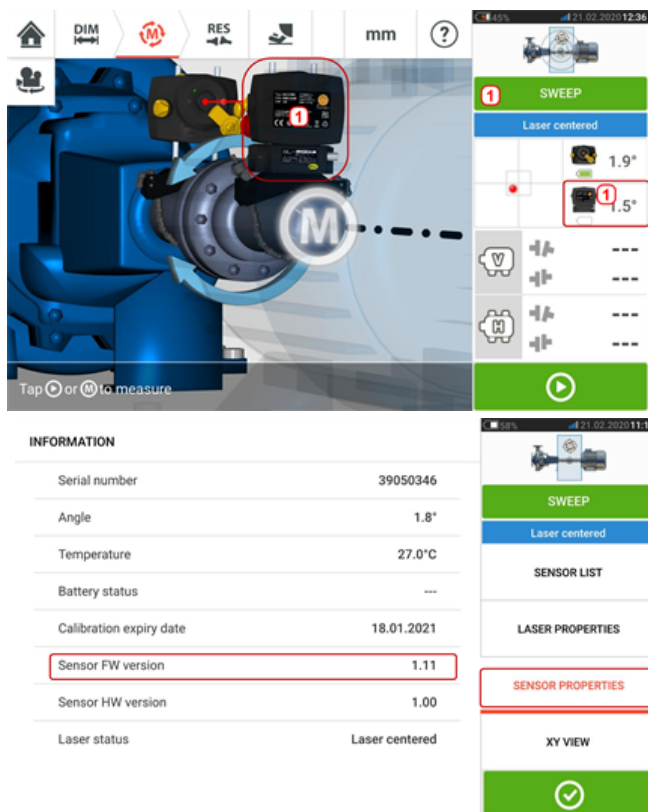 DIM
M
RES
mm
?
45%
21.02.2020 12:36
1
M
Tap or M to measure
1
SWEEP
Laser centered
1.9°
1
1.5°
V
---
---
H
---
---
INFORMATION
Serial number 39050346
Angle 1.8°
Temperature 27.0°C
Battery status ---
Calibration expiry date 18.01.2021
Sensor FW version 1.11
Sensor HW version 1.00
Laser status Laser centered
58%
21.02.2020 11:1
SWEEP
Laser centered
SENSOR LIST
LASER PROPERTIES
SENSOR PROPERTIES
XY VIEW